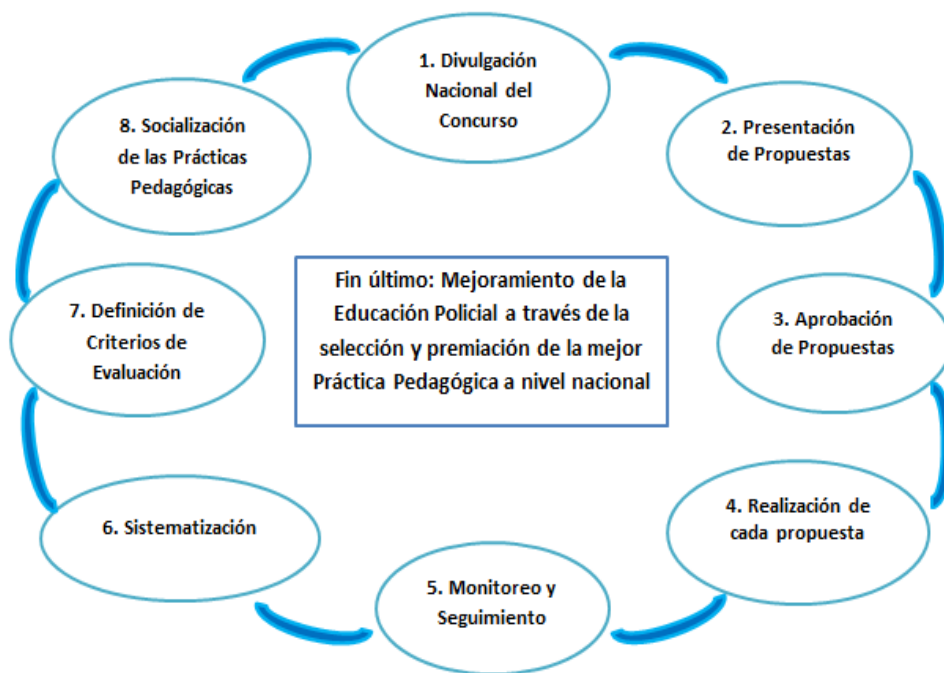 1. Divulgación
Nacional del
Concurso
2. Presentación
de Propuestas
3. Aprobación
de Propuestas
4. Realización de
cada propuesta
5. Monitoreo y
Seguimiento
6. Sistematización
7. Definición de
Criterios de
Evaluación
8. Socialización
de las Prácticas
Pedagógicas
Fin último: Mejoramiento de la
Educación Policial a través de la
selección y premiación de la mejor
Práctica Pedagógica a nivel nacional